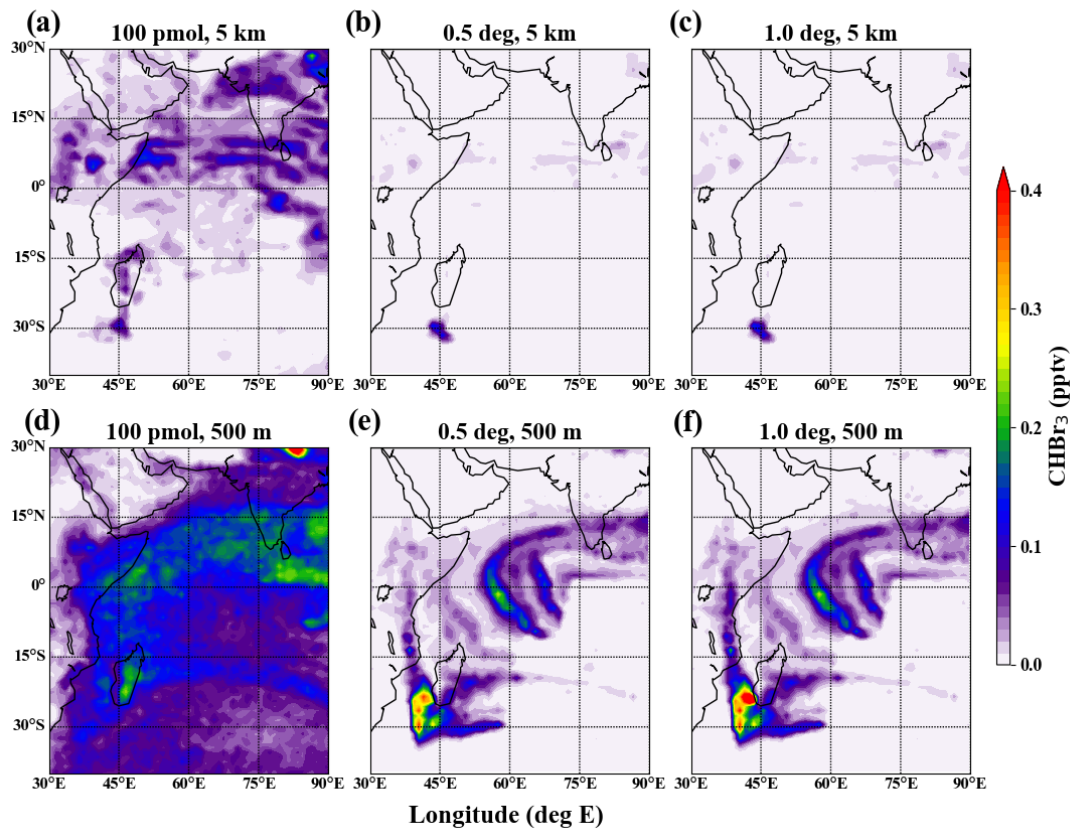 (a) (b) (c)
100 pmol, 5 km 0.5 deg, 5 km 1.0 deg, 5 km
30°N
15°N
0°
15°S
30°S
30°E 45°E 60°E 75°E 90°E 30°E 45°E 60°E 75°E 90°E 30°E 45°E 60°E 75°E 90°E
(d) (e) (f)
100 pmol, 500 m 0.5 deg, 500 m 1.0 deg, 500 m
30°N
15°N
0°
15°S
30°S
30°E 45°E 60°E 75°E 90°E 30°E 45°E 60°E 75°E 90°E 30°E 45°E 60°E 75°E 90°E
Longitude (deg E)
0.4
0.3
0.2
0.1
0.0
CHBr₃ (pptv)